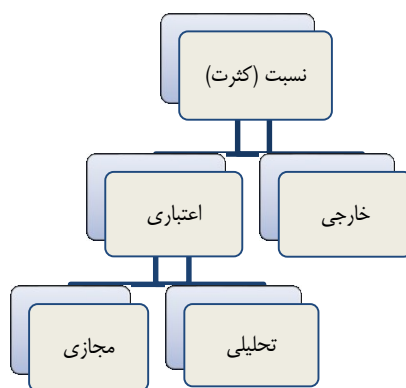 نسبت (کثرت)
خارجی
اعتباری
تحلیلی
مجازی